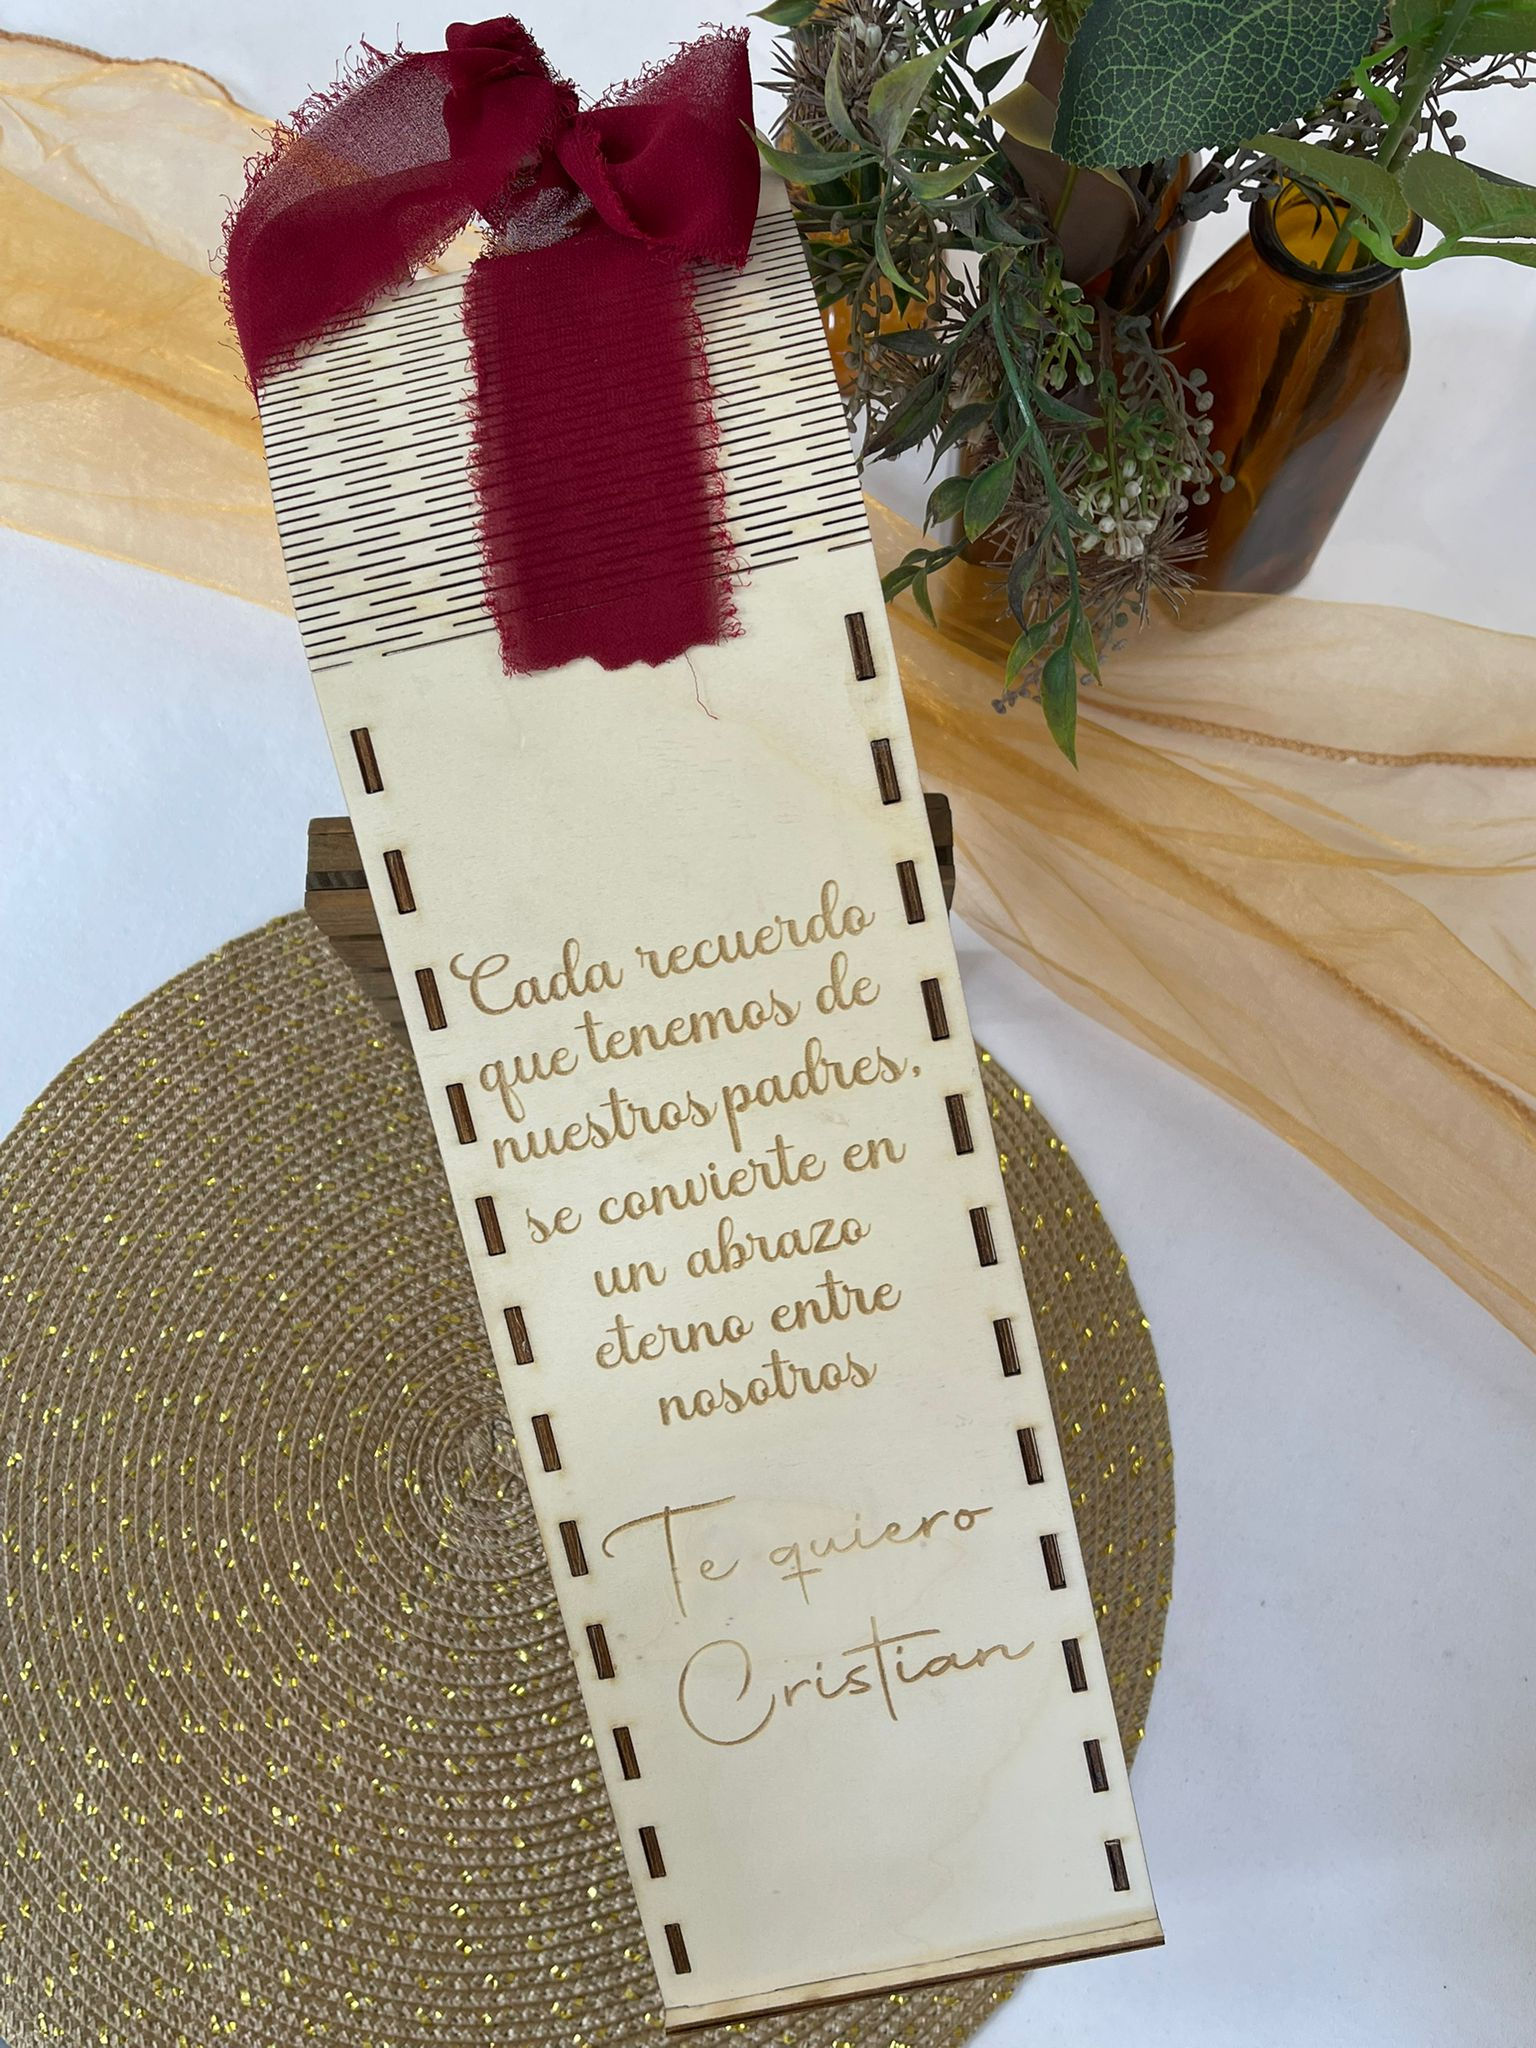 Cada recuerdo
que tenemos de
nuestros padres,
se convierte en
un abrazo
eterno entre
nosotros
Te quiero
Cristian